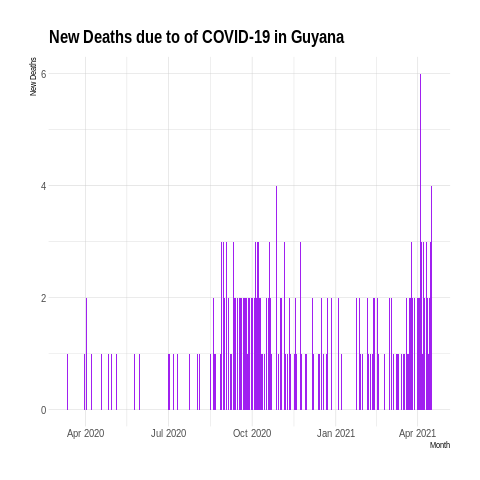 New Deaths due to of COVID-19 in Guyana
New Deaths
6
4
2
0
Apr 2020 Jul 2020 Oct 2020 Jan 2021 Apr 2021
Month